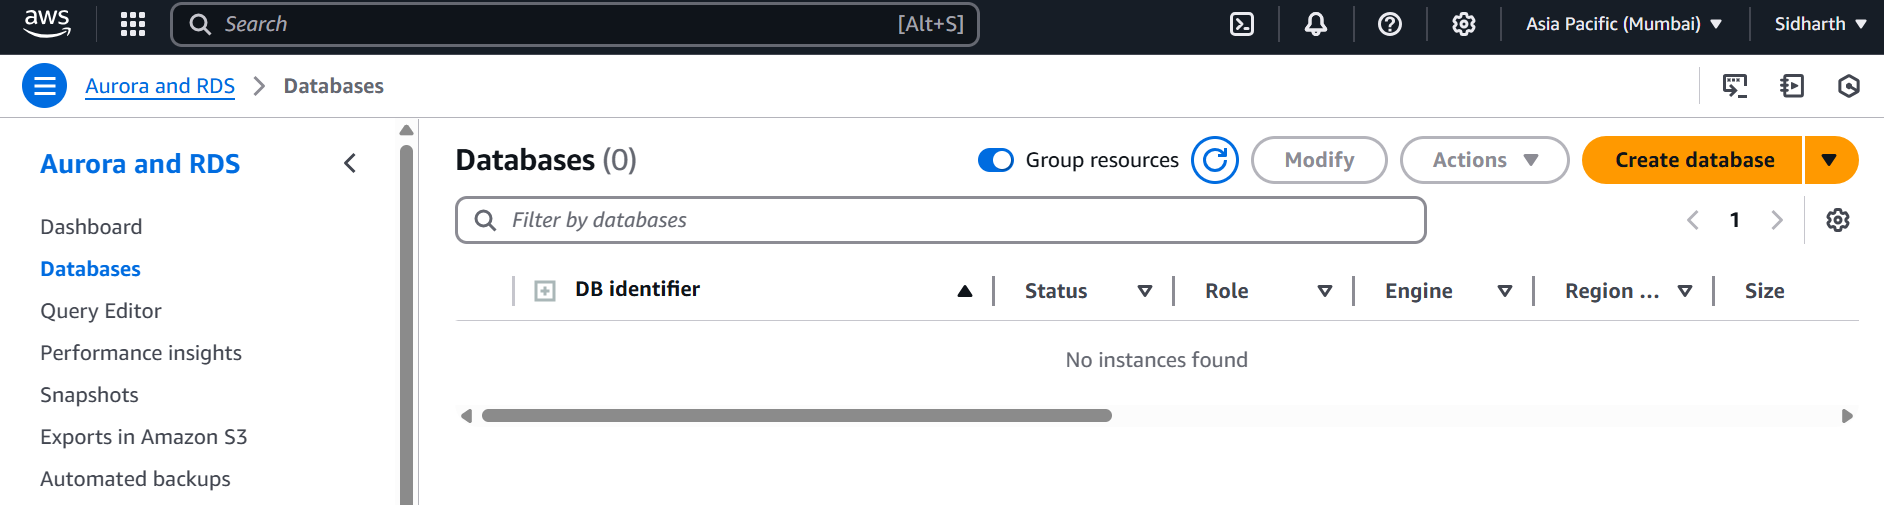 aws
Search [Alt+S]
Asia Pacific (Mumbai)
Sidharth
Aurora and RDS
Databases
Aurora and RDS
Dashboard
Databases
Query Editor
Performance insights
Snapshots
Exports in Amazon S3
Automated backups
Databases (0)
Group resources
Modify
Actions
Create database
Filter by databases
1
DB identifier
Status
Role
Engine
Region ...
Size
No instances found